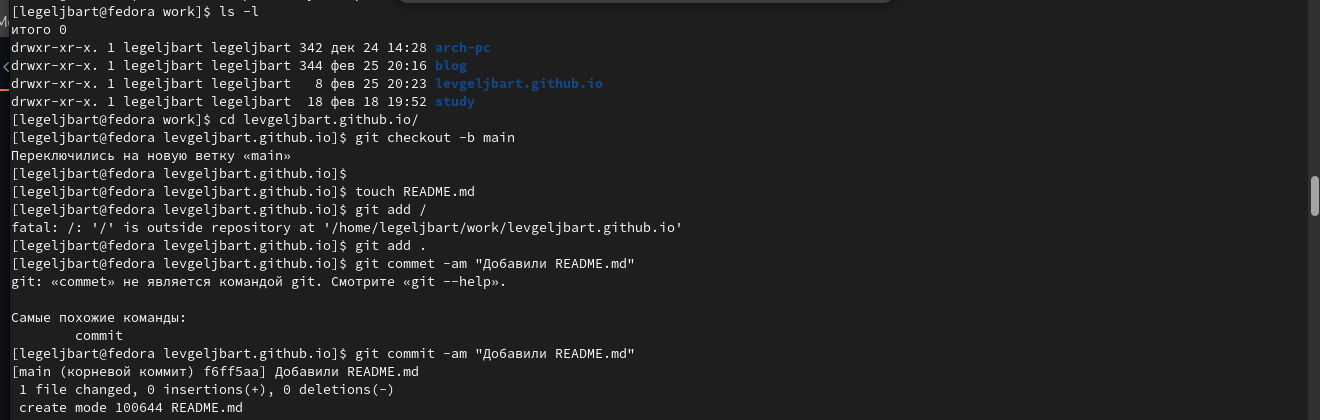 [legeljbart@fedora work]$ ls -l
итого 0
drwxr-xr-x. 1 legeljbart legeljbart 342 дек 24 14:28 arch-pc
drwxr-xr-x. 1 legeljbart legeljbart 344 фев 25 20:16 blog
drwxr-xr-x. 1 legeljbart legeljbart   8 фев 25 20:23 levgeljbart.github.io
drwxr-xr-x. 1 legeljbart legeljbart  18 фев 18 19:52 study
[legeljbart@fedora work]$ cd levgeljbart.github.io/
[legeljbart@fedora levgeljbart.github.io]$ git checkout -b main
Переключились на новую ветку «main»
[legeljbart@fedora levgeljbart.github.io]$
[legeljbart@fedora levgeljbart.github.io]$ touch README.md
[legeljbart@fedora levgeljbart.github.io]$ git add /
fatal: /: '/' is outside repository at '/home/legeljbart/work/levgeljbart.github.io'
[legeljbart@fedora levgeljbart.github.io]$ git add .
[legeljbart@fedora levgeljbart.github.io]$ git commet -am "Добавили README.md"
git: «commet» не является командой git. Смотрите «git --help».

Самые похожие команды:
        commit
[legeljbart@fedora levgeljbart.github.io]$ git commit -am "Добавили README.md"
[main (корневой коммит) f6ff5aa] Добавили README.md
 1 file changed, 0 insertions(+), 0 deletions(-)
 create mode 100644 README.md